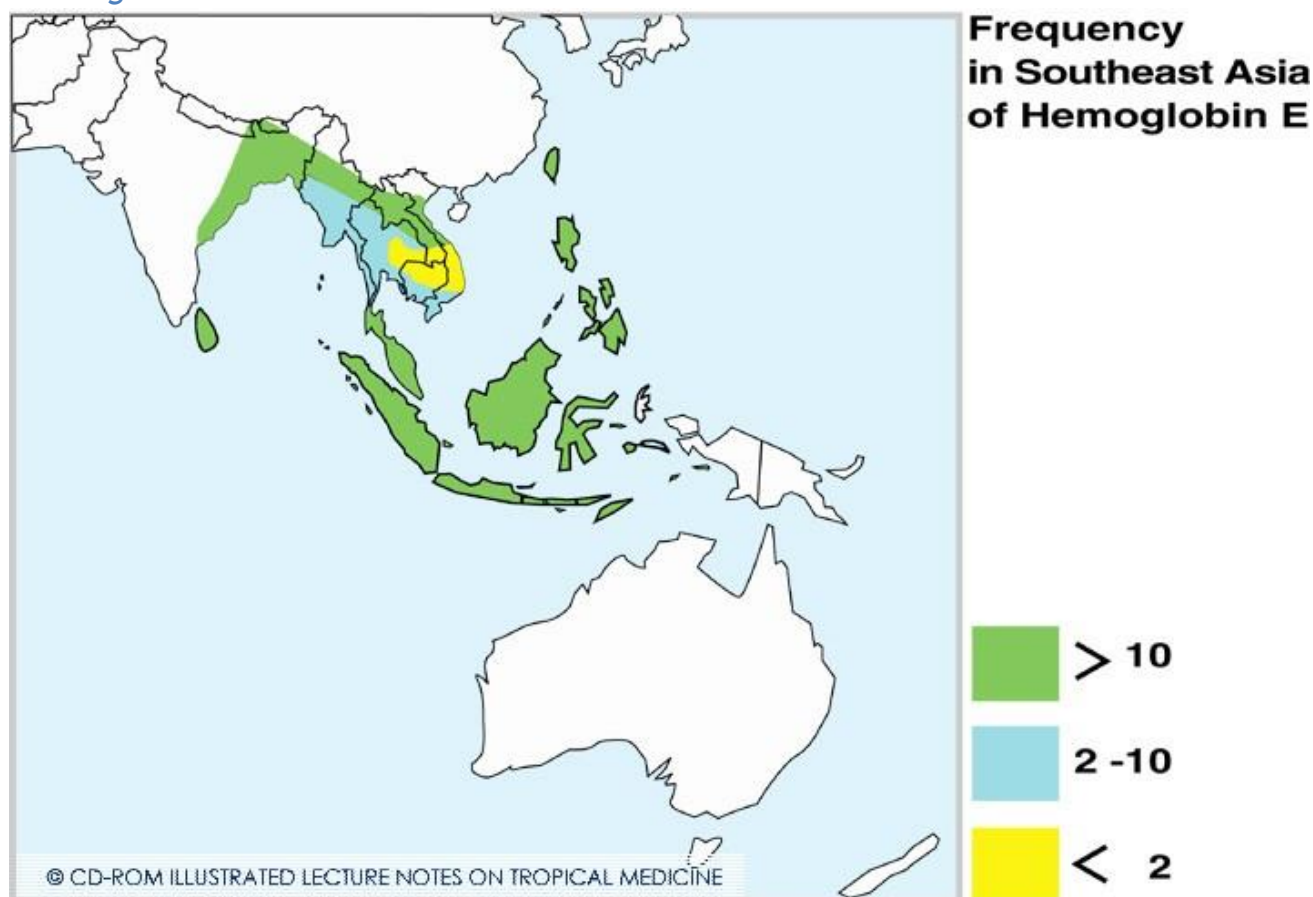 Frequency
in Southeast Asia
of Hemoglobin E
> 10
2 -10
< 2
© CD-ROM ILLUSTRATED LECTURE NOTES ON TROPICAL MEDICINE